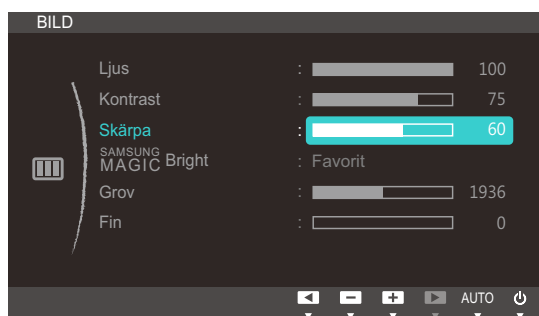 BILD
Ljus : 100
Kontrast : 75
Skärpa : 60
SAMSUNG MAGIC Bright : Favorit
Grov : 1936
Fin : 0
AUTO